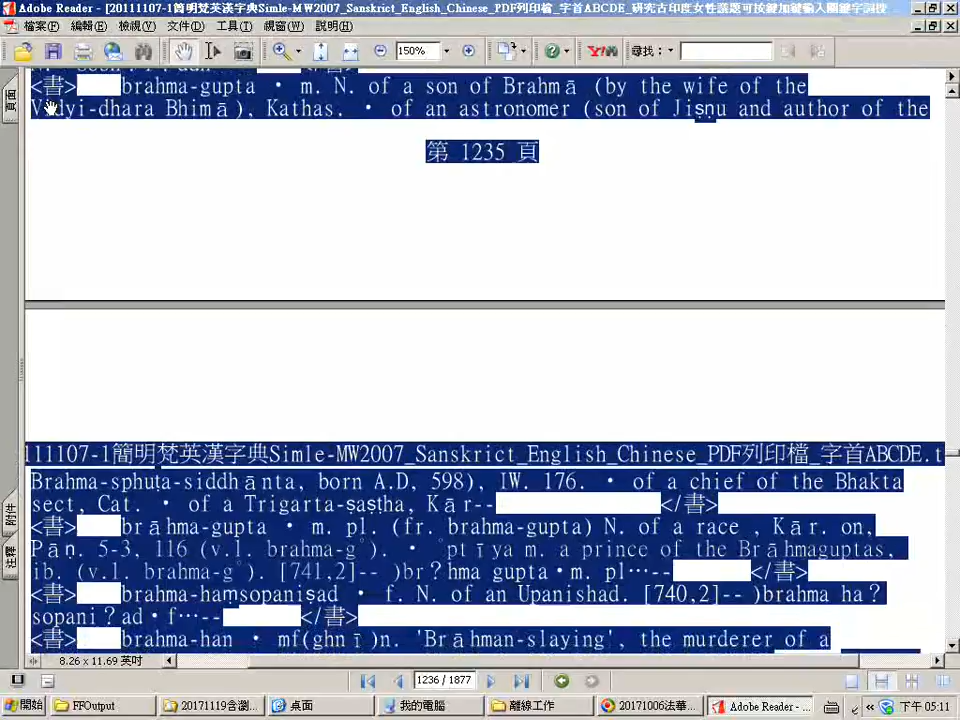 Adobe Reader - [20111107-1簡明梵英漢字典Simle-MW2007_Sanskrict_English_Chinese_PDF列印檔_字首ABCDE_研究古印度女性議題可按鍵加鍵輸入關鍵字詞搜
檔案(F) 編輯(E) 檢視(V) 文件(D) 工具(T) 視窗(W) 說明(H)
150% Y! 尋找:
頁面
<書> brahma-gupta • m. N. of a son of Brahmā (by the wife of the
Vidyi-dhara Bhimā), Kathas. • of an astronomer (son of Jiṣṇu and author of the
第 1235 頁
111107-1簡明梵英漢字典Simle-MW2007_Sanskrict_English_Chinese_PDF列印檔_字首ABCDE.t
Brahma-sphuṭa-siddhānta, born A.D, 598), IW. 176. • of a chief of the Bhakta
sect, Cat. • of a Trigarta-ṣaṣṭha, Kār-- </書>
<書> brāhma-gupta • m. pl. (fr. brahma-gupta) N. of a race , Kār. on,
Pāṇ. 5-3, 116 (v.l. brahma-g°). • °ptīya m. a prince of the Brāhmaguptas,
ib. (v.l. brahma-g°). [741,2]-- )br?hma gupta•m. pl…-- </書>
<書> brahma-haṃsopaniṣad • f. N. of an Upanishad. [740,2]-- )brahma ha?
sopani?ad•f…-- </書>
<書> brahma-han • mf(ghnī)n. 'Brāhman-slaying', the murderer of a
附件
註釋
8.26 x 11.69 英吋
1236 / 1877
開始 FFOutput 20171119含瀏... 桌面 我的電腦 離線工作 20171006法華... Adobe Reader - [... 下午 05:11